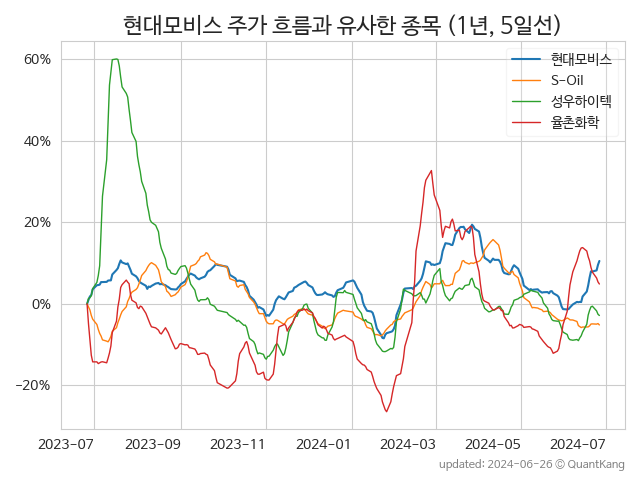 현대모비스 주가 흐름과 유사한 종목 (1년, 5일선)
현대모비스
S-Oil
성우하이텍
율촌화학
60%
40%
20%
0%
−20%
2023-07 2023-09 2023-11 2024-01 2024-03 2024-05 2024-07
updated: 2024-06-26 © QuantKang